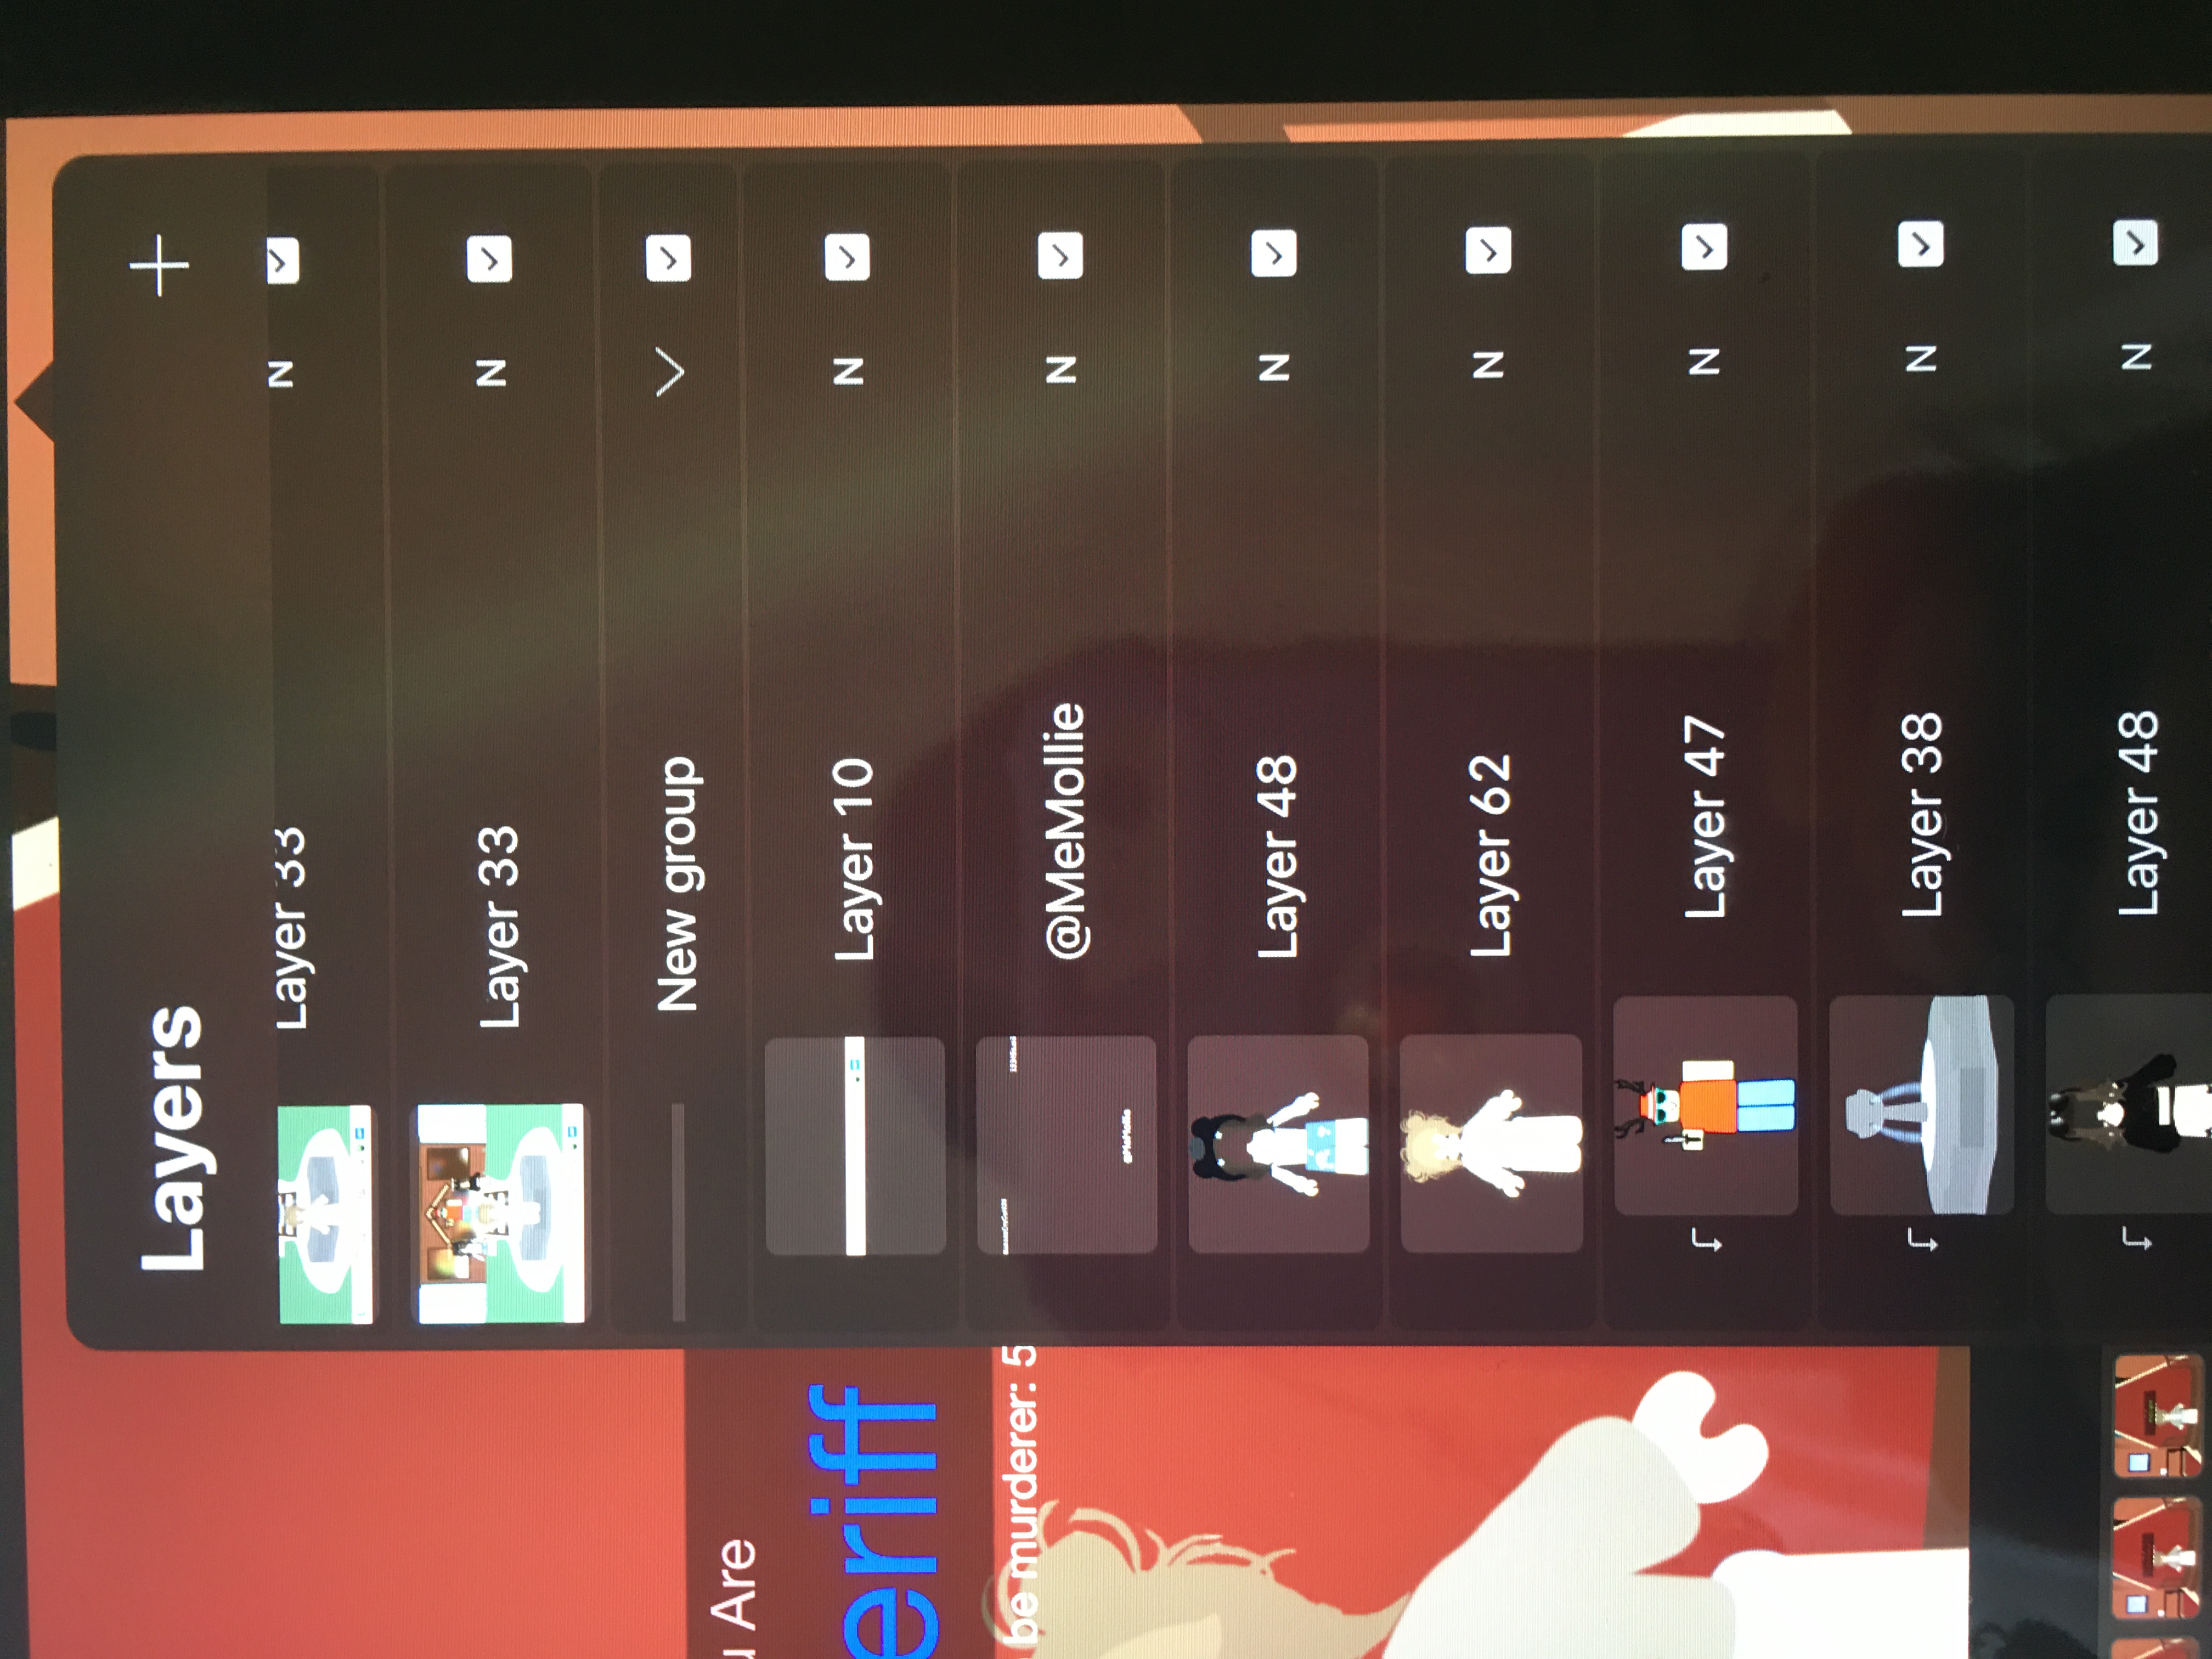 Layers
Layer 33 N
Layer 33 N
New group
u Are
Layer 10 N
eriff
be murderer: 5
@MeMollie N
@MeMollie
Layer 48 N
Layer 62 N
Layer 47 N
T
Layer 38 N
Layer 48 N